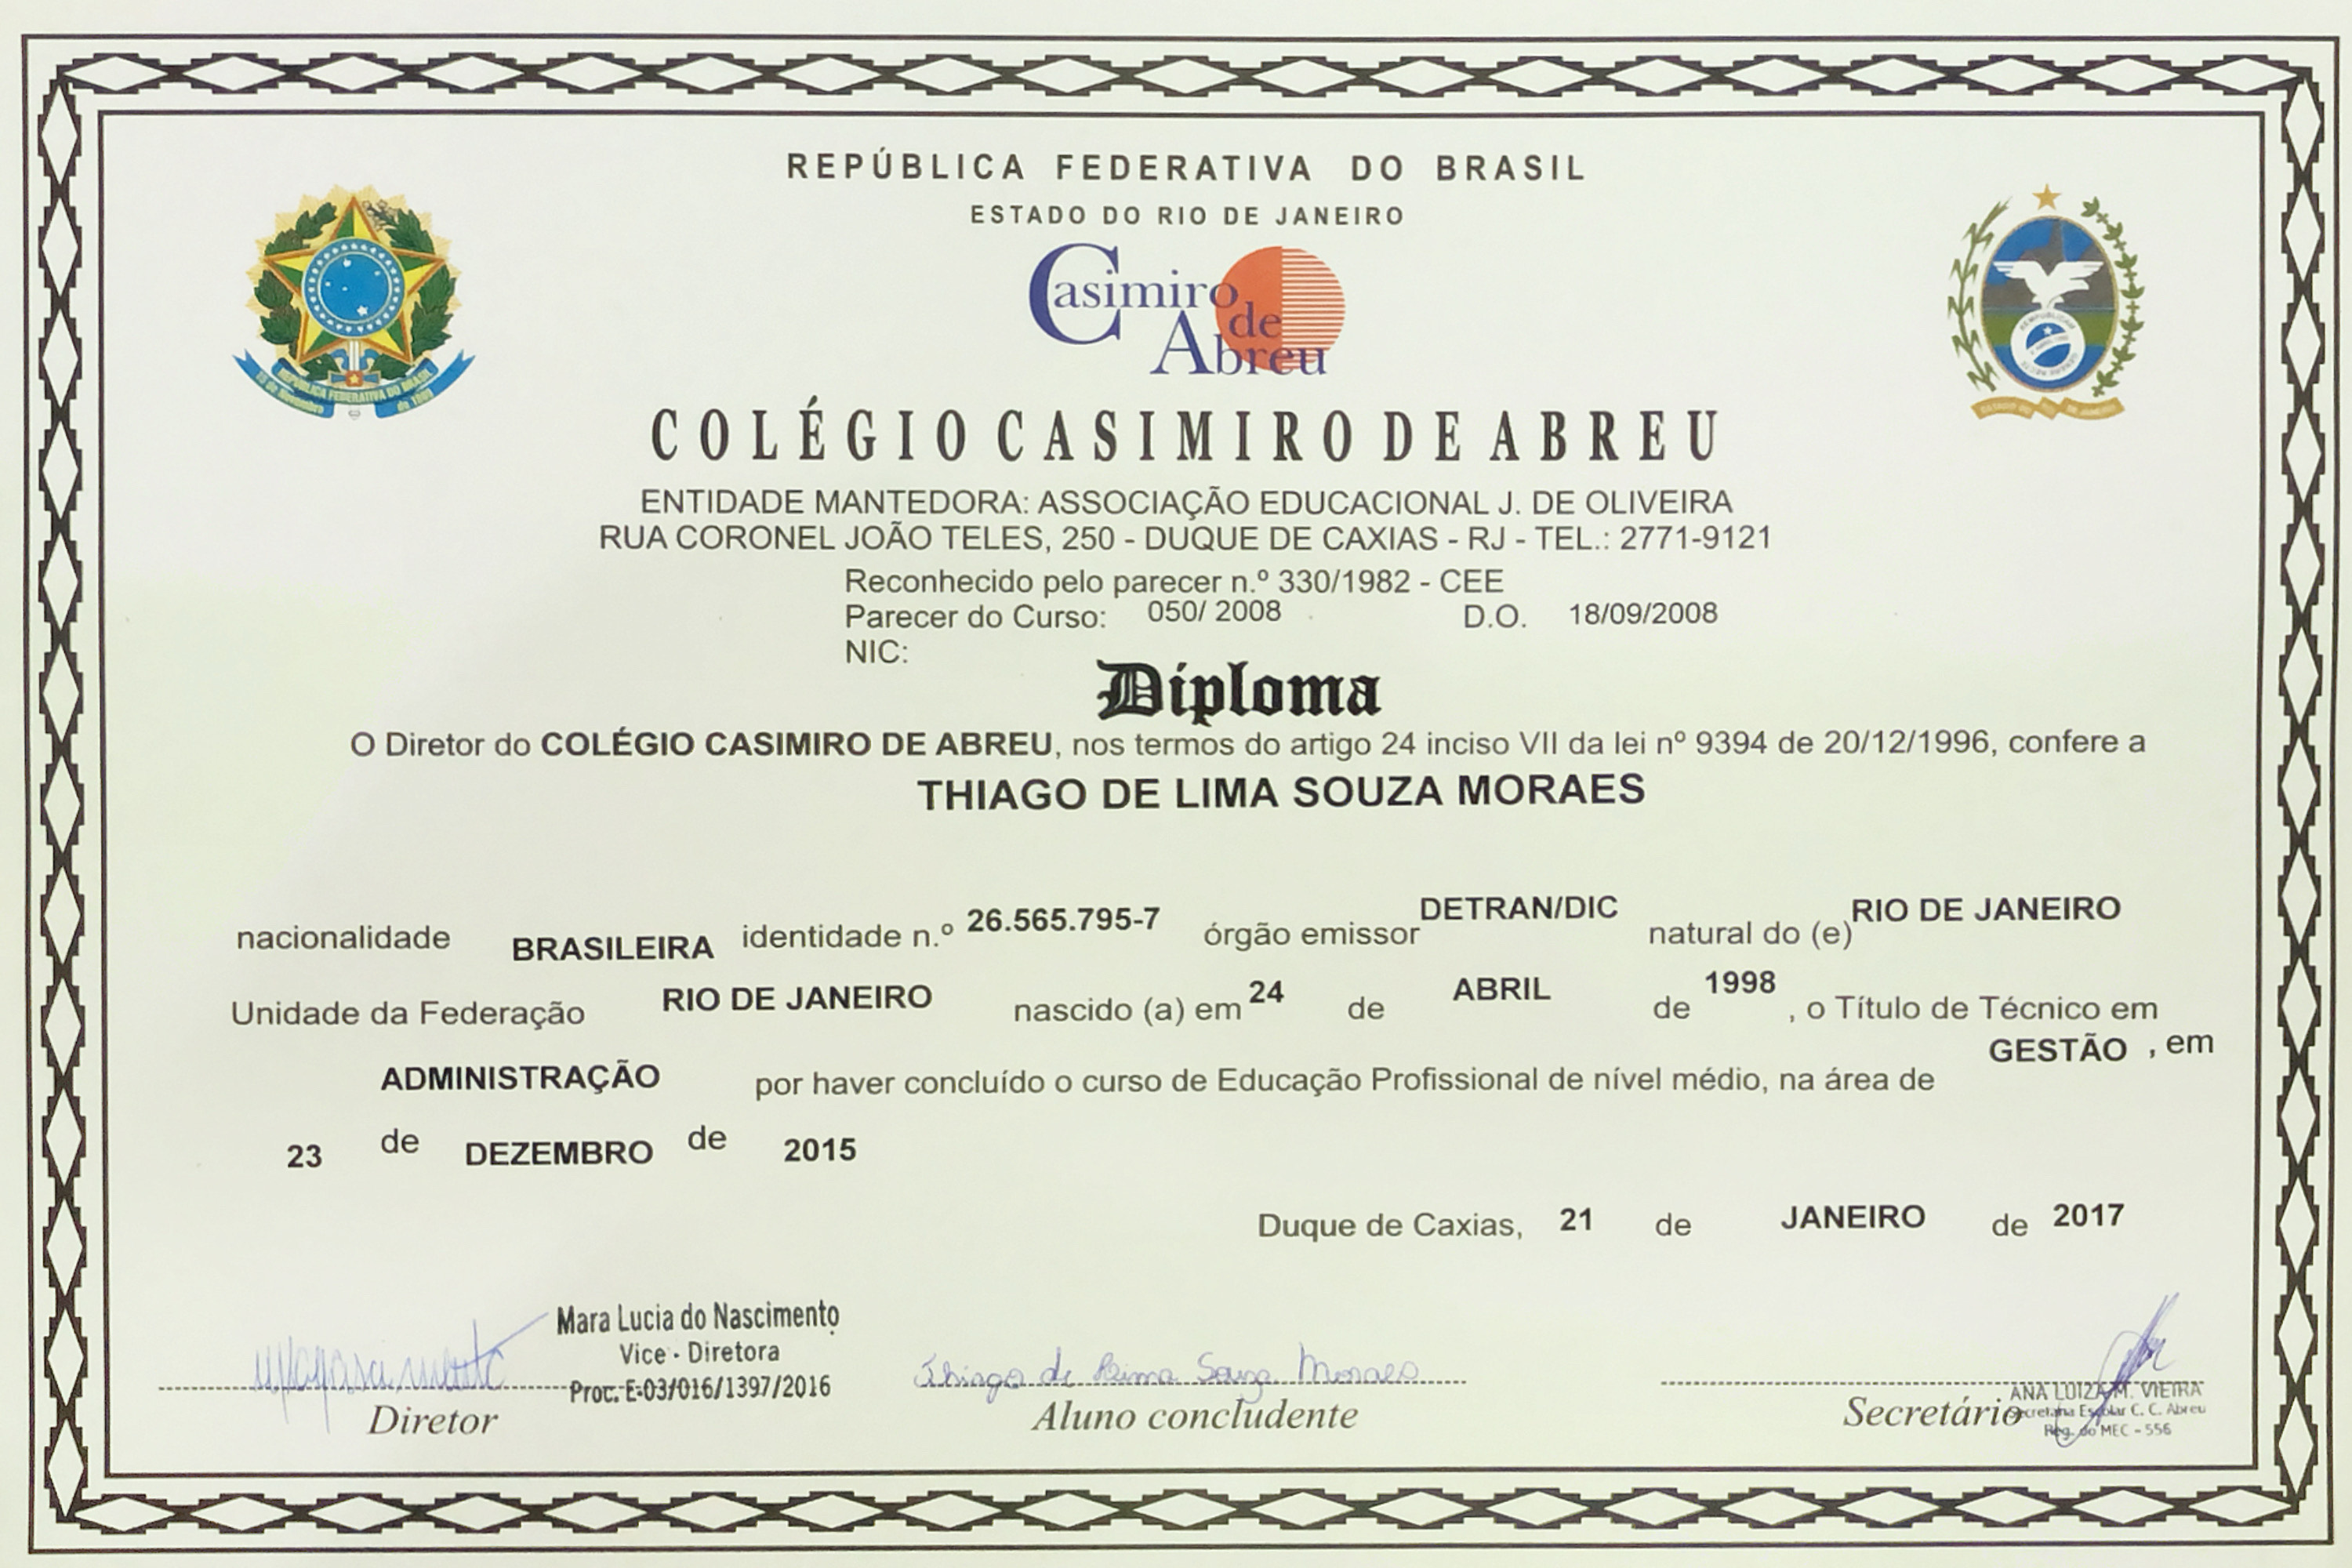 REPÚBLICA FEDERATIVA DO BRASIL
ESTADO DO RIO DE JANEIRO
Casimiro
de
Abreu
REPÚBLICA FEDERATIVA DO BRASIL
15 de Novembro de 1889
ESTADO DO RIO DE JANEIRO
COLÉGIO CASIMIRO DE ABREU
ENTIDADE MANTEDORA: ASSOCIAÇÃO EDUCACIONAL J. DE OLIVEIRA
RUA CORONEL JOÃO TELES, 250 - DUQUE DE CAXIAS - RJ - TEL.: 2771-9121
Reconhecido pelo parecer n.º 330/1982 - CEE
Parecer do Curso: 050/ 2008 D.O. 18/09/2008
NIC:
Diploma
O Diretor do COLÉGIO CASIMIRO DE ABREU, nos termos do artigo 24 inciso VII da lei nº 9394 de 20/12/1996, confere a
THIAGO DE LIMA SOUZA MORAES
nacionalidade BRASILEIRA identidade n.º 26.565.795-7 órgão emissor DETRAN/DIC natural do (e) RIO DE JANEIRO
Unidade da Federação RIO DE JANEIRO nascido (a) em 24 de ABRIL de 1998 , o Título de Técnico em
ADMINISTRAÇÃO por haver concluído o curso de Educação Profissional de nível médio, na área de GESTÃO , em
23 de DEZEMBRO de 2015
Duque de Caxias, 21 de JANEIRO de 2017
Mara Lucia do Nascimento
Vice - Diretora
Proc. E-03/016/1397/2016
Diretor
Thiago de Lima Souza Moraes
Aluno concludente
ANA LUIZA M. VIEIRA
Secretária Escolar C. C. Abreu
Reg. do MEC - 556
Secretário